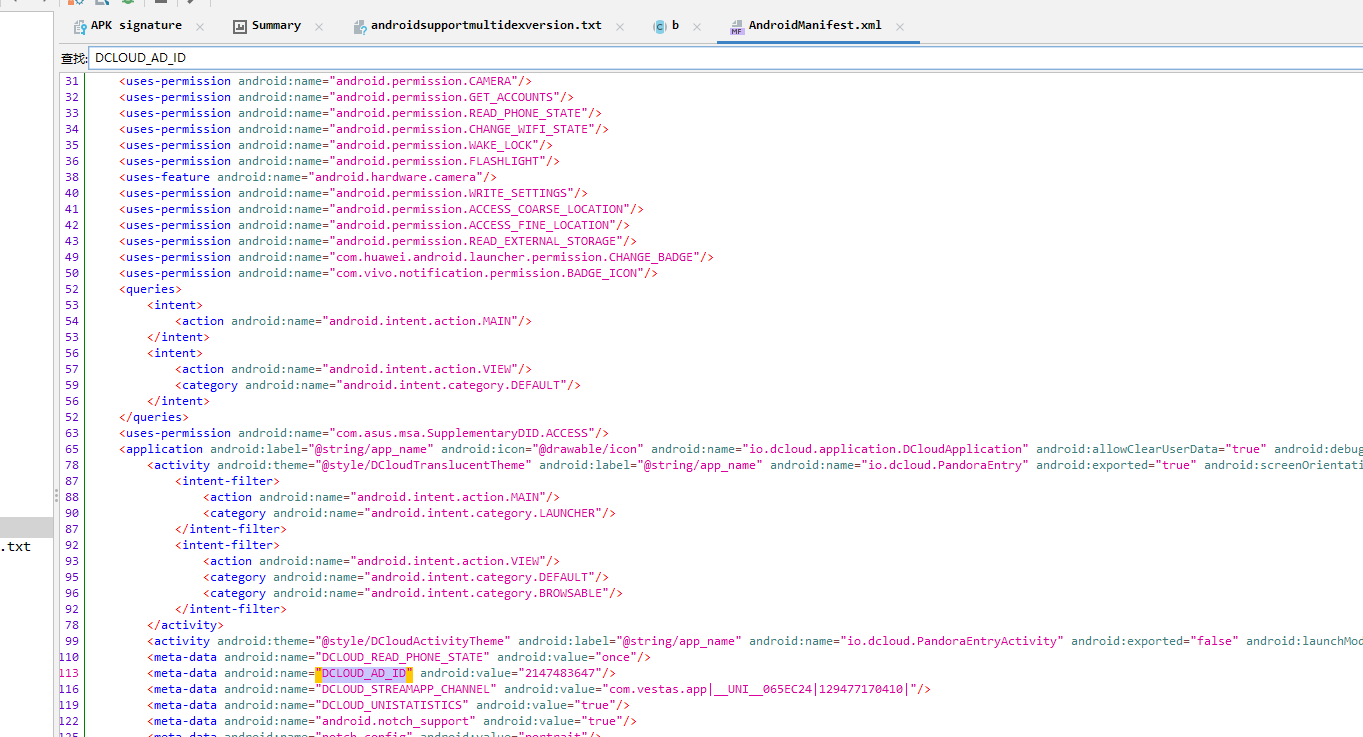 APK signature
Summary
androidsupportmultidexversion.txt
b
AndroidManifest.xml
查找: DCLOUD_AD_ID
31 <uses-permission android:name="android.permission.CAMERA"/>
32 <uses-permission android:name="android.permission.GET_ACCOUNTS"/>
33 <uses-permission android:name="android.permission.READ_PHONE_STATE"/>
34 <uses-permission android:name="android.permission.CHANGE_WIFI_STATE"/>
35 <uses-permission android:name="android.permission.WAKE_LOCK"/>
36 <uses-permission android:name="android.permission.FLASHLIGHT"/>
38 <uses-feature android:name="android.hardware.camera"/>
40 <uses-permission android:name="android.permission.WRITE_SETTINGS"/>
41 <uses-permission android:name="android.permission.ACCESS_COARSE_LOCATION"/>
42 <uses-permission android:name="android.permission.ACCESS_FINE_LOCATION"/>
43 <uses-permission android:name="android.permission.READ_EXTERNAL_STORAGE"/>
49 <uses-permission android:name="com.huawei.android.launcher.permission.CHANGE_BADGE"/>
50 <uses-permission android:name="com.vivo.notification.permission.BADGE_ICON"/>
52 <queries>
53 <intent>
54 <action android:name="android.intent.action.MAIN"/>
53 </intent>
56 <intent>
57 <action android:name="android.intent.action.VIEW"/>
59 <category android:name="android.intent.category.DEFAULT"/>
56 </intent>
52 </queries>
63 <uses-permission android:name="com.asus.msa.SupplementaryDID.ACCESS"/>
65 <application android:label="@string/app_name" android:icon="@drawable/icon" android:name="io.dcloud.application.DCloudApplication" android:allowClearUserData="true" android:debug
78 <activity android:theme="@style/DCloudTranslucentTheme" android:label="@string/app_name" android:name="io.dcloud.PandoraEntry" android:exported="true" android:screenOrientati
87 <intent-filter>
88 <action android:name="android.intent.action.MAIN"/>
90 <category android:name="android.intent.category.LAUNCHER"/>
87 </intent-filter>
92 <intent-filter>
93 <action android:name="android.intent.action.VIEW"/>
95 <category android:name="android.intent.category.DEFAULT"/>
96 <category android:name="android.intent.category.BROWSABLE"/>
92 </intent-filter>
78 </activity>
99 <activity android:theme="@style/DCloudActivityTheme" android:label="@string/app_name" android:name="io.dcloud.PandoraEntryActivity" android:exported="false" android:launchMod
110 <meta-data android:name="DCLOUD_READ_PHONE_STATE" android:value="once"/>
113 <meta-data android:name="DCLOUD_AD_ID" android:value="2147483647"/>
116 <meta-data android:name="DCLOUD_STREAMAPP_CHANNEL" android:value="com.vestas.app|__UNI__065EC24|129477170410|"/>
119 <meta-data android:name="DCLOUD_UNISTATISTICS" android:value="true"/>
122 <meta-data android:name="android.notch_support" android:value="true"/>
125 <meta-data android:name="notch.config" android:value="portrait"/>
.txt